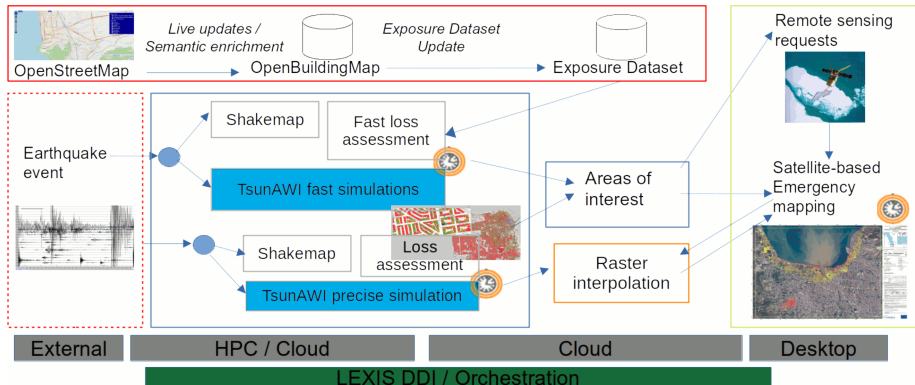 Live updates /
Semantic enrichment
Exposure Dataset
Update
OpenStreetMap
OpenBuildingMap
Exposure Dataset
Remote sensing
requests
Earthquake
event
Shakemap
Fast loss
assessment
TsunAWI fast simulations
Areas of
interest
Satellite-based
Emergency
mapping
Shakemap
Loss
assessment
TsunAWI precise simulation
Raster
interpolation
External
HPC / Cloud
Cloud
Desktop
LEXIS DDI / Orchestration